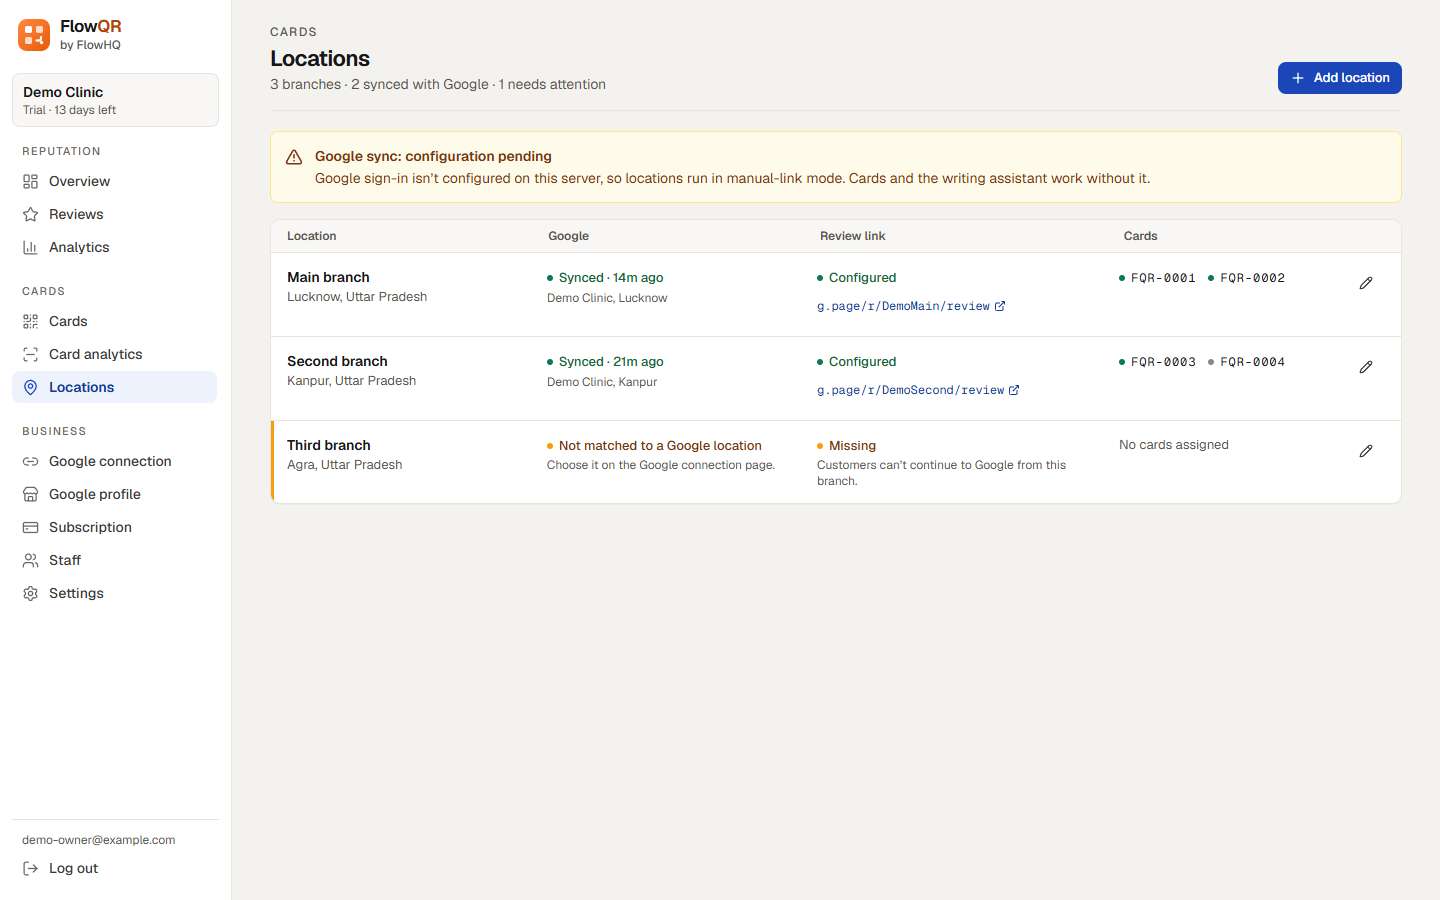 FlowQR
by FlowHQ
Demo Clinic
Trial · 13 days left
REPUTATION
Overview
Reviews
Analytics
CARDS
Cards
Card analytics
Locations
BUSINESS
Google connection
Google profile
Subscription
Staff
Settings
demo-owner@example.com
Log out
CARDS
Locations
3 branches · 2 synced with Google · 1 needs attention
Add location
Google sync: configuration pending
Google sign-in isn't configured on this server, so locations run in manual-link mode. Cards and the writing assistant work without it.
Location Google Review link Cards
Main branch Synced · 14m ago Configured FQR-0001 FQR-0002
Lucknow, Uttar Pradesh Demo Clinic, Lucknow
g.page/r/DemoMain/review
Second branch Synced · 21m ago Configured FQR-0003 FQR-0004
Kanpur, Uttar Pradesh Demo Clinic, Kanpur
g.page/r/DemoSecond/review
Third branch Not matched to a Google location Missing No cards assigned
Agra, Uttar Pradesh Choose it on the Google connection page. Customers can't continue to Google from this
branch.